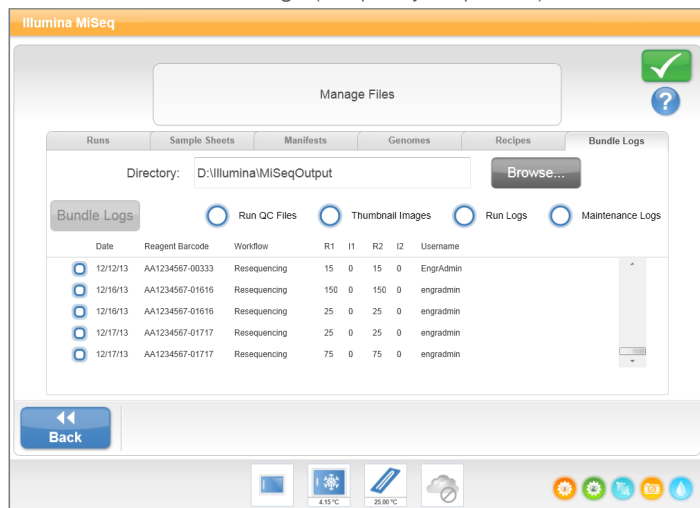 Illumina MiSeq
Manage Files
Runs Sample Sheets Manifests Genomes Recipes Bundle Logs
Directory: D:\Illumina\MiSeqOutput Browse...
Bundle Logs Run QC Files Thumbnail Images Run Logs Maintenance Logs
Date Reagent Barcode Workflow R1 I1 R2 I2 Username
12/12/13 AA1234567-00333 Resequencing 15 0 15 0 EngrAdmin
12/16/13 AA1234567-01616 Resequencing 150 0 150 0 engradmin
12/16/13 AA1234567-01616 Resequencing 25 0 25 0 engradmin
12/17/13 AA1234567-01717 Resequencing 25 0 25 0 engradmin
12/17/13 AA1234567-01717 Resequencing 75 0 75 0 engradmin
Back
4.15 °C 25.00 °C